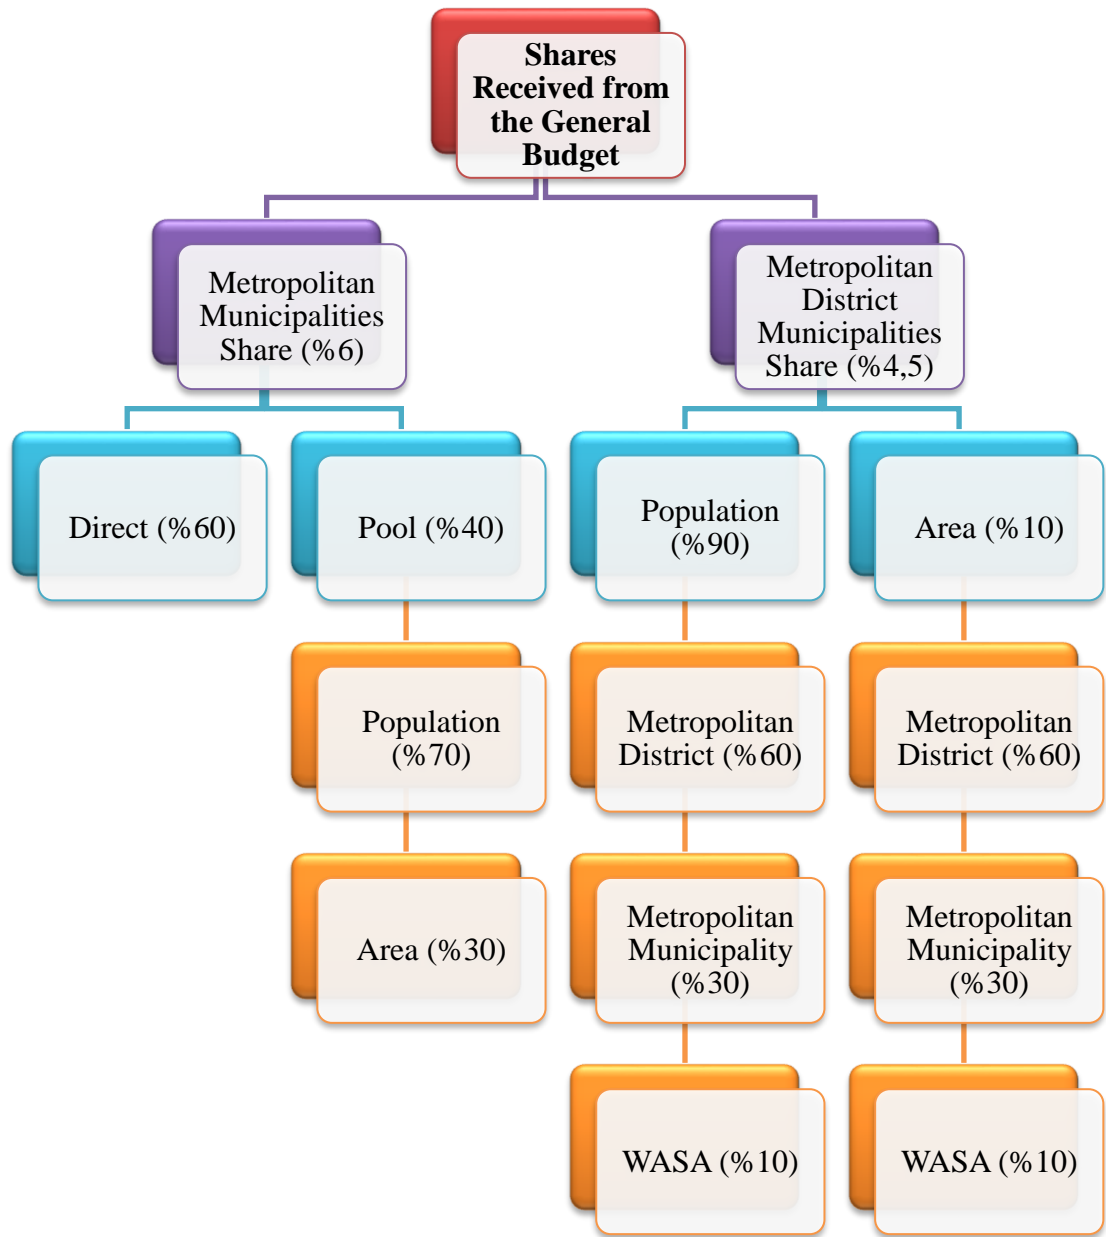 Shares
Received from
the General
Budget
Metropolitan
Municipalities
Share (%6)
Metropolitan
District
Municipalities
Share (%4,5)
Direct (%60)
Pool (%40)
Population
(%90)
Area (%10)
Population
(%70)
Metropolitan
District (%60)
Metropolitan
District (%60)
Area (%30)
Metropolitan
Municipality
(%30)
Metropolitan
Municipality
(%30)
WASA (%10)
WASA (%10)